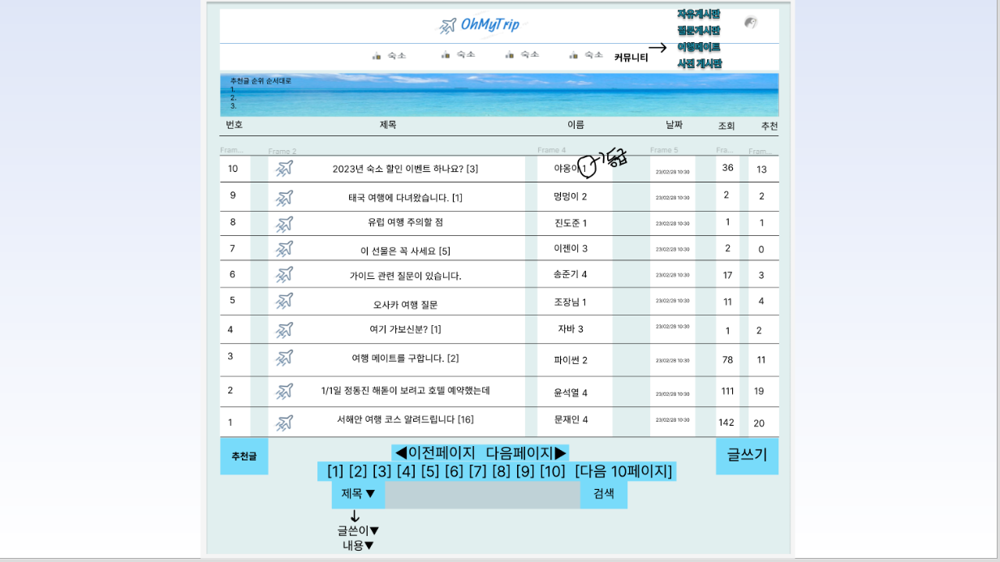 자유게시판
OhMyTrip
질문게시판
여행메이트
숙소 숙소 숙소 숙소 커뮤니티
사진 게시판
추천글 순위 순서대로
1.
2.
3.
번호 제목 이름 날짜 조회 추천
Fram... Frame 2 Frame 4 Frame 5 Fra... Fram...
등급
10 2023년 숙소 할인 이벤트 하나요? [3] 야옹이 1 23/02/28 10:30 36 13
9 태국 여행에 다녀왔습니다. [1] 멍멍이 2 23/02/28 10:30 2 2
8 유럽 여행 주의할 점 진도준 1 23/02/28 10:30 1 1
7 이 선물은 꼭 사세요 [5] 이젠이 3 23/02/28 10:30 2 0
6 가이드 관련 질문이 있습니다. 송준기 4 23/02/28 10:30 17 3
5 오사카 여행 질문 조장님 1 23/02/28 10:30 11 4
4 여기 가보신분? [1] 자바 3 23/02/28 10:30 1 2
3 여행 메이트를 구합니다. [2] 파이썬 2 23/02/28 10:30 78 11
2 1/1일 정동진 해돋이 보려고 호텔 예약했는데 윤석열 4 23/02/28 10:30 111 19
1 서해안 여행 코스 알려드립니다 [16] 문재인 4 23/02/28 10:30 142 20
추천글 ◀이전페이지 다음페이지▶ 글쓰기
[1] [2] [3] [4] [5] [6] [7] [8] [9] [10] [다음 10페이지]
제목 ▼ 검색
글쓴이▼
내용▼